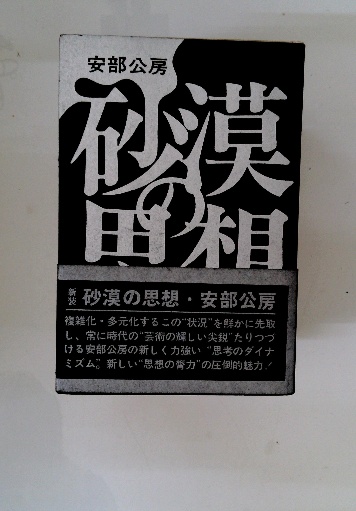 安部公房
砂漠の思想
新装 砂漠の思想・安部公房
複雑化・多元化するこの“状況”を鮮かに先取
し、常に時代の“芸術の輝しい尖鋭”たりつづ
ける安部公房の新しく力強い“思考のダイナ
ミズム”。新しい“思想の膂力”の圧倒的魅力！